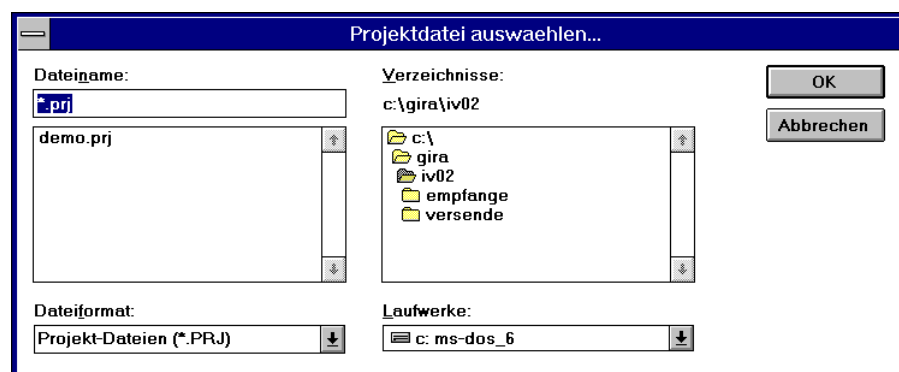 Projektdatei auswaehlen...
Dateiname:
*.prj
demo.prj
Dateiformat:
Projekt-Dateien (*.PRJ)
Verzeichnisse:
c:\gira\iv02
c:\
gira
iv02
empfange
versende
Laufwerke:
c: ms-dos_6
OK
Abbrechen